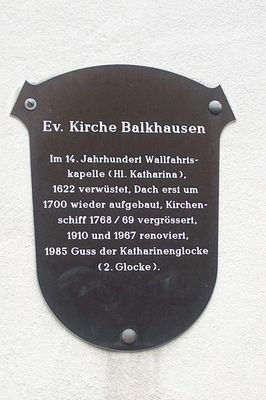 Ev. Kirche Balkhausen
Im 14. Jahrhundert Wallfahrts-
kapelle (Hl. Katharina),
1622 verwüstet, Dach erst um
1700 wieder aufgebaut, Kirchen-
schiff 1768/69 vergrössert,
1910 und 1967 renoviert,
1985 Guss der Katharinenglocke
(2. Glocke).